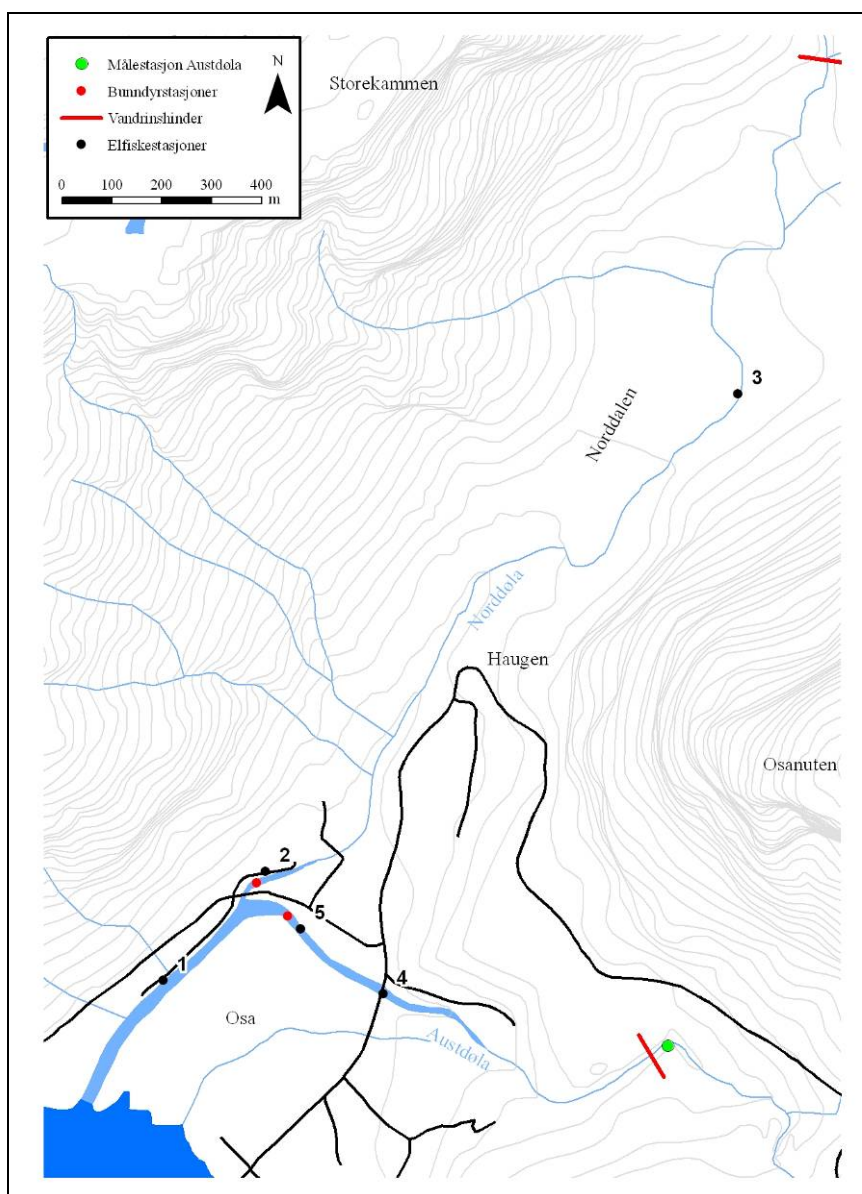 Målestasjon Austdøla
Bunndyrstasjoner
Vandrinshinder
Elfiskestasjoner
N
0 100 200 300 400
m
Storekammen
3
Norddalen
Norddøla
Haugen
Osanuten
2
5
1
4
Osa
Austdøla